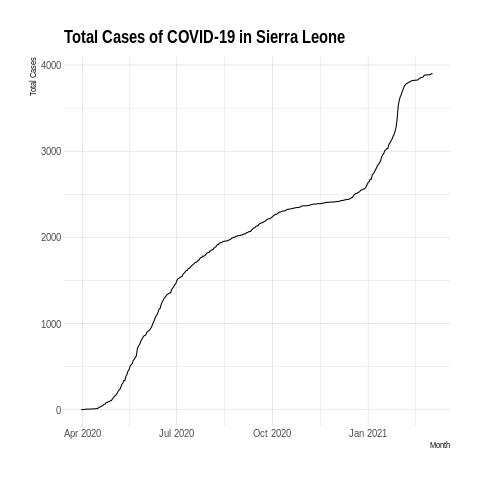 Total Cases of COVID-19 in Sierra Leone
Total Cases
4000
3000
2000
1000
0
Apr 2020 Jul 2020 Oct 2020 Jan 2021
Month